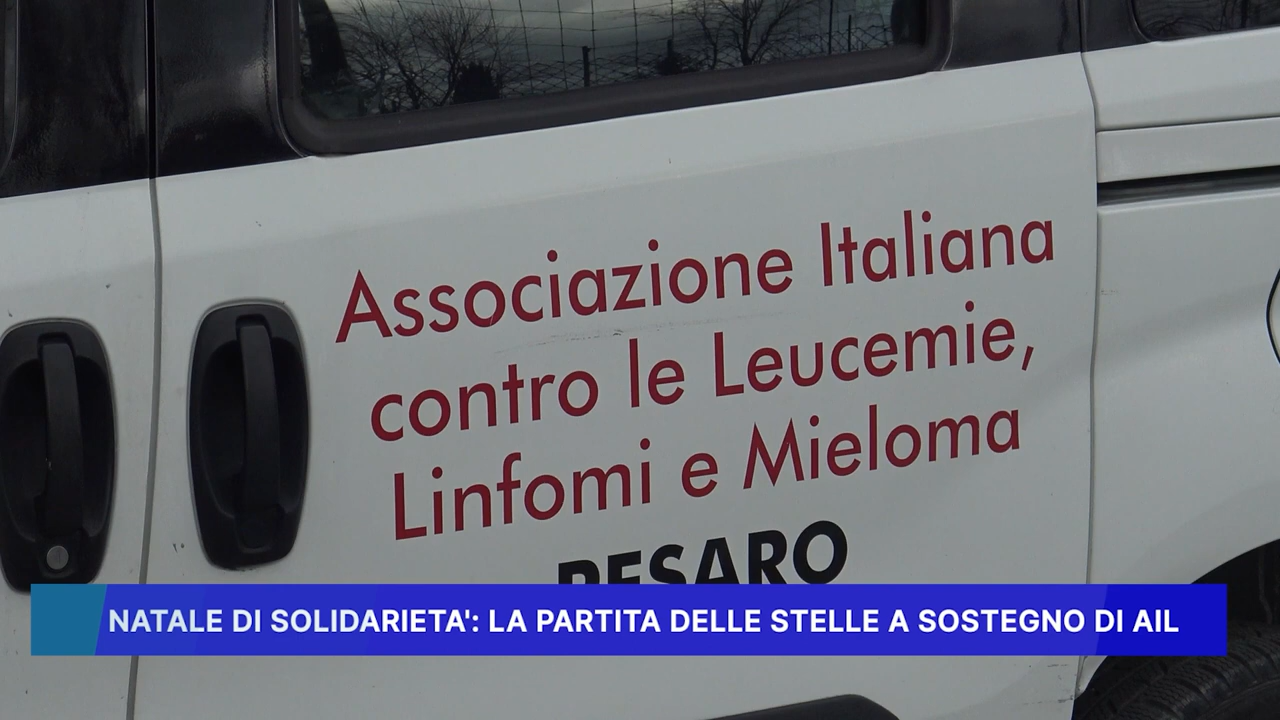 Associazione Italiana
contro le Leucemie,
Linfomi e Mieloma
PESARO
NATALE DI SOLIDARIETA': LA PARTITA DELLE STELLE A SOSTEGNO DI AIL